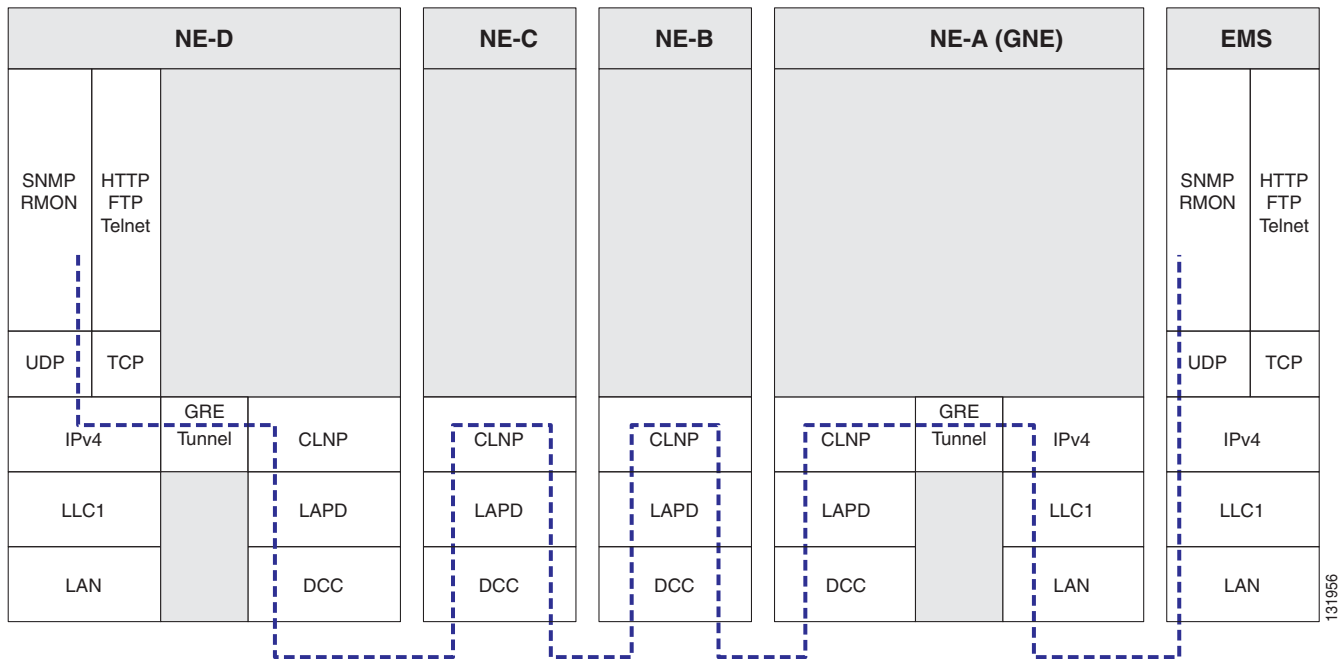 NE-D
NE-C
NE-B
NE-A (GNE)
EMS
SNMP
RMON
HTTP
FTP
Telnet
SNMP
RMON
HTTP
FTP
Telnet
UDP
TCP
UDP
TCP
IPv4
GRE
Tunnel
CLNP
CLNP
CLNP
CLNP
GRE
Tunnel
IPv4
IPv4
LLC1
LAPD
LAPD
LAPD
LAPD
LLC1
LLC1
LAN
DCC
DCC
DCC
DCC
LAN
LAN
131956